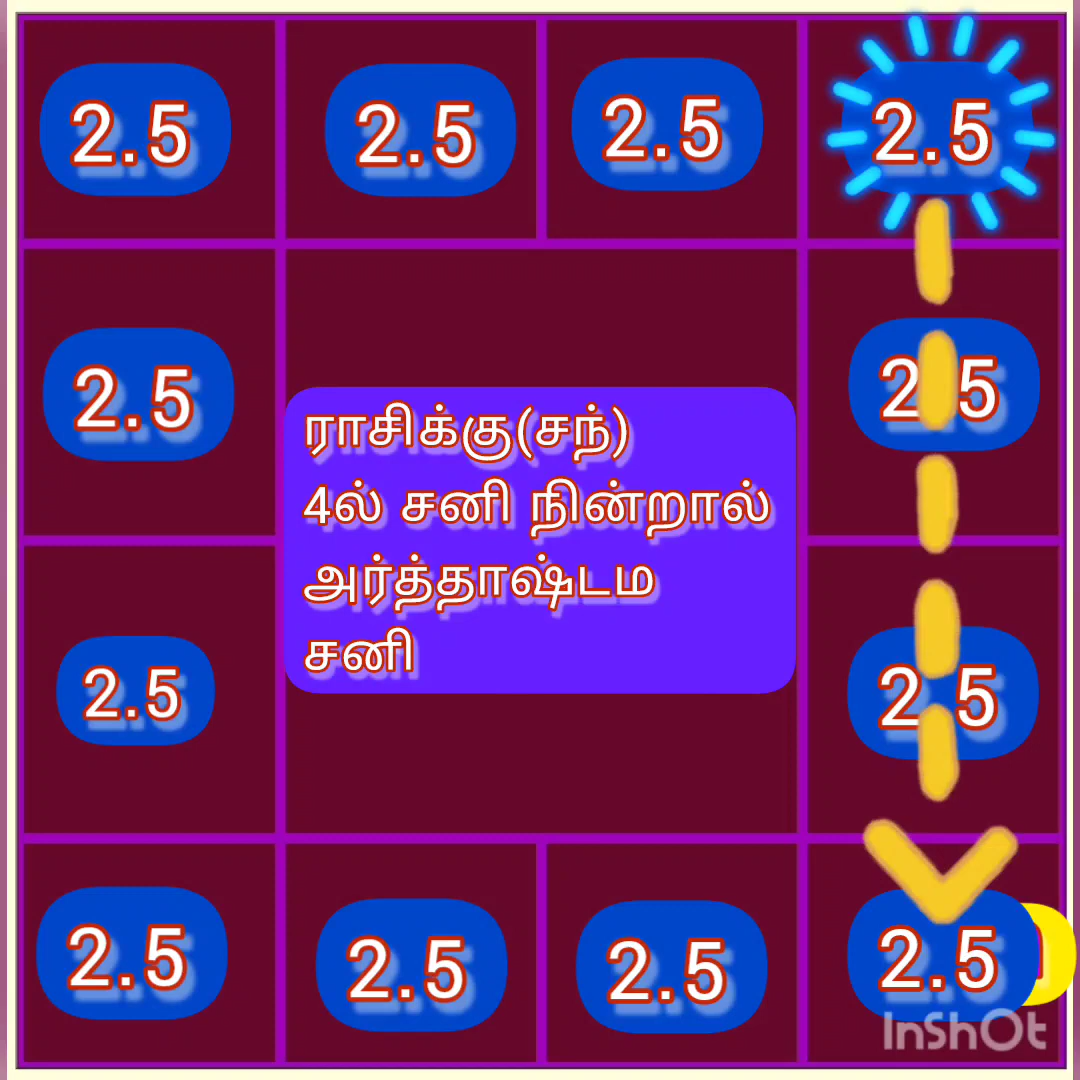 2.5 2.5 2.5 2.5
2.5 2.5
ராசிக்கு(சந்)
4ல் சனி நின்றால்
அர்த்தாஷ்டம
சனி
2.5 2.5
2.5 2.5 2.5 2.5
InShOt